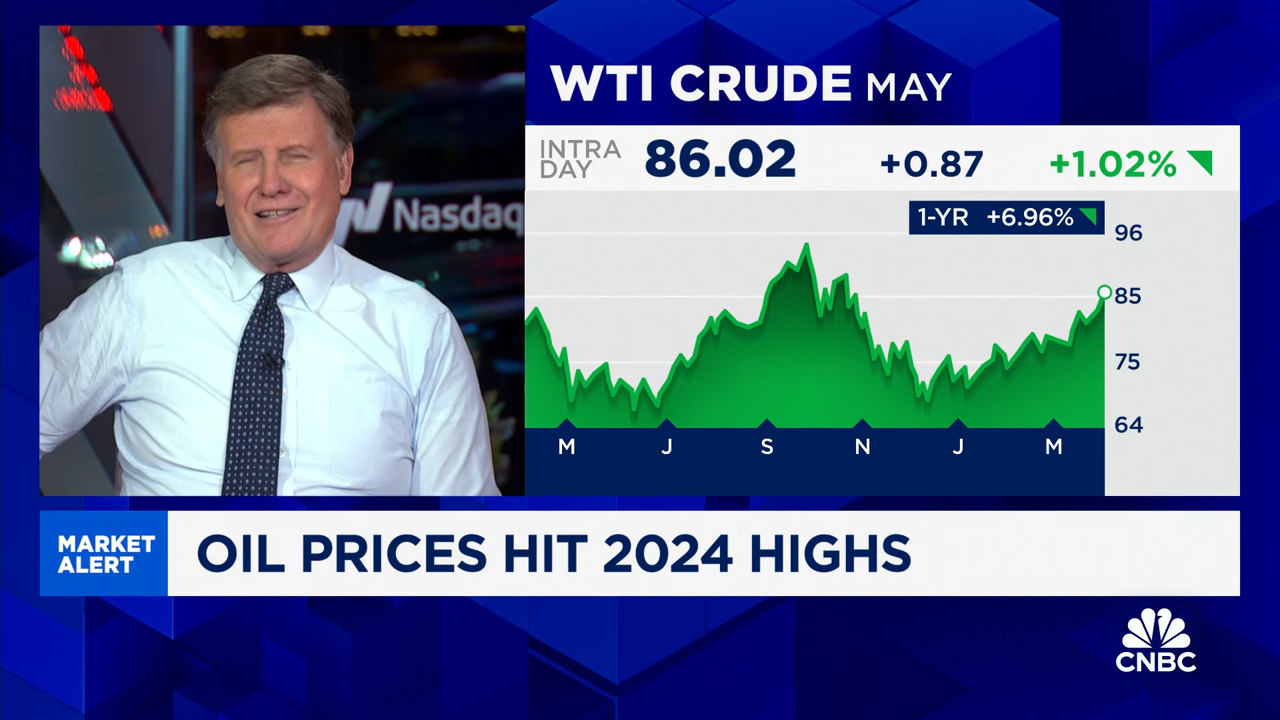 Nasdaq
WTI CRUDE MAY
INTRA
DAY
86.02 +0.87 +1.02%
1-YR +6.96%
96
85
75
64
M J S N J M
MARKET
ALERT
OIL PRICES HIT 2024 HIGHS
CNBC